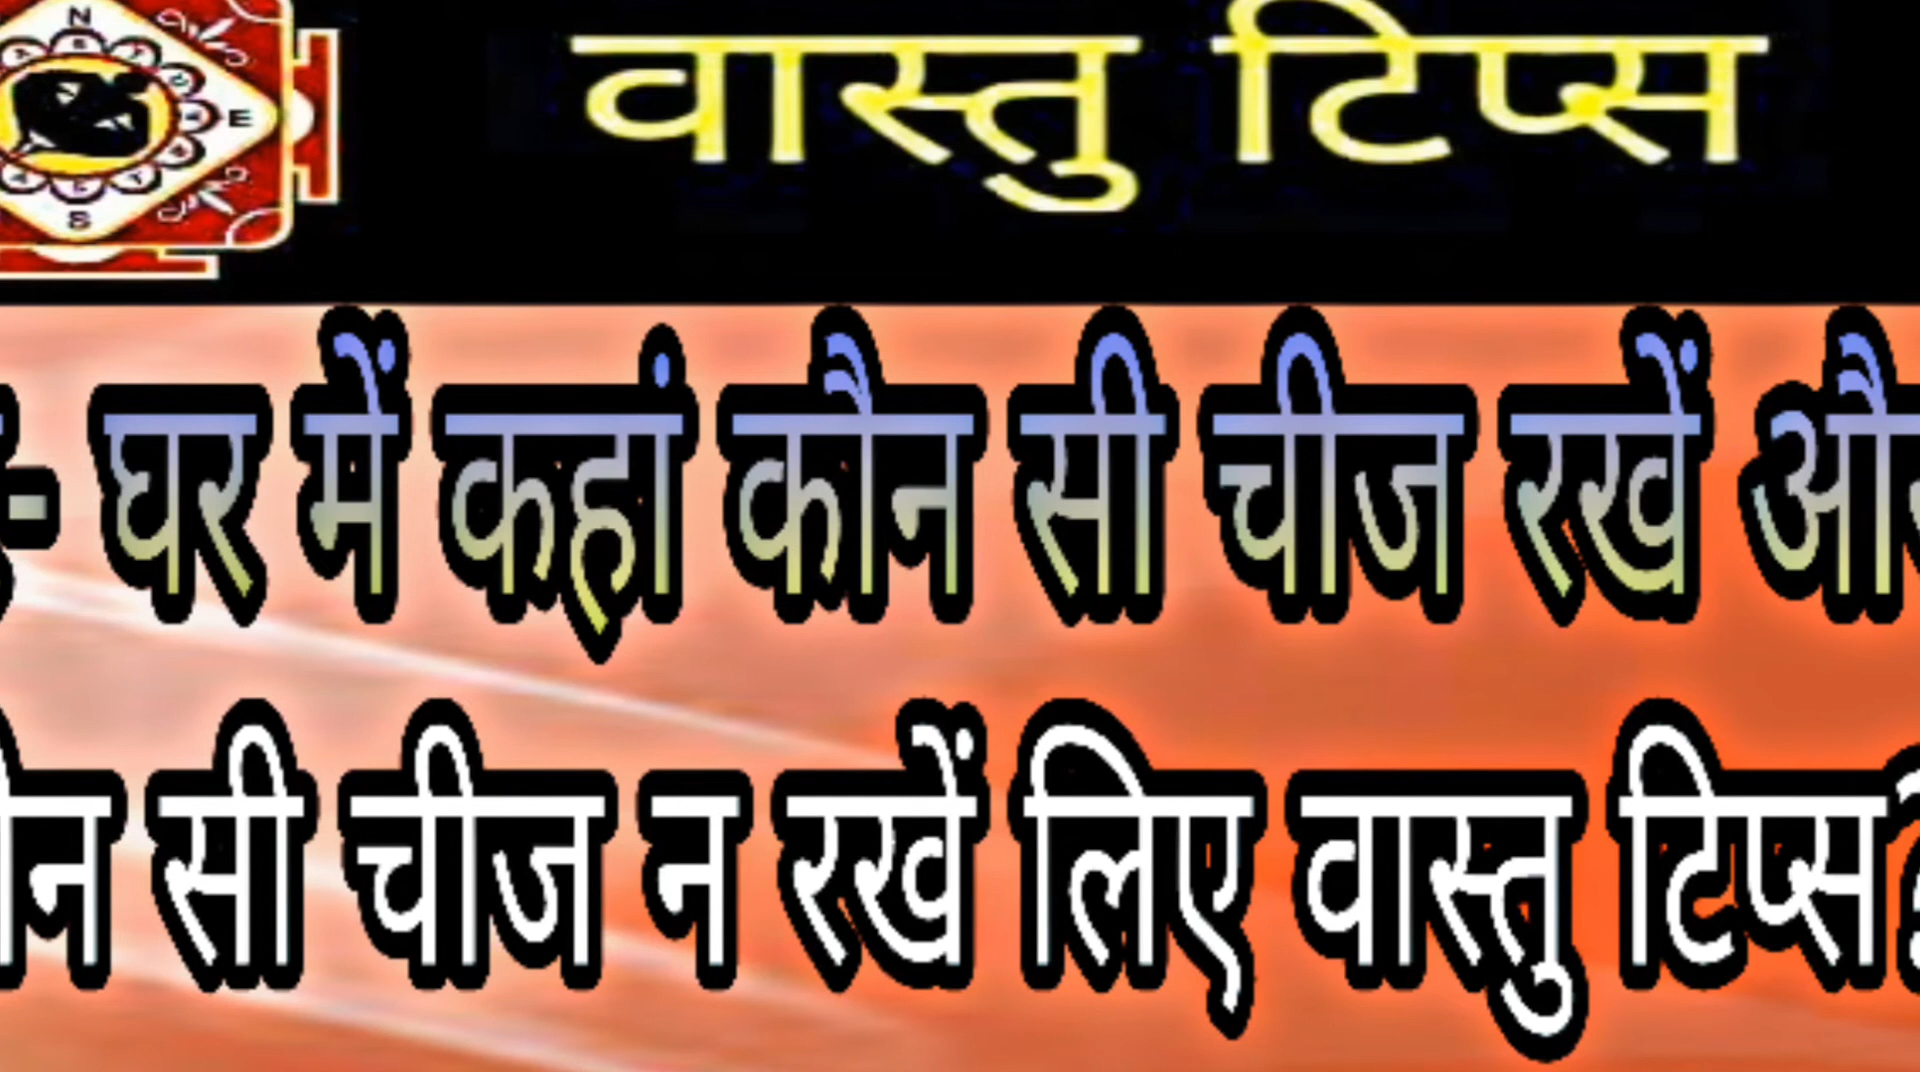 वास्तु टिप्स
N
E
S
- घर में कहां कौन सी चीज रखें
सी चीज न रखें लिए वास्तु टिप्स?